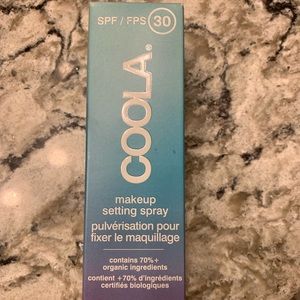 SPF / FPS 30
COOLA.
makeup
setting spray
pulvérisation pour
fixer le maquillage
contains 70%+
organic ingredients
contient +70% d'ingrédients
certifiés biologiques